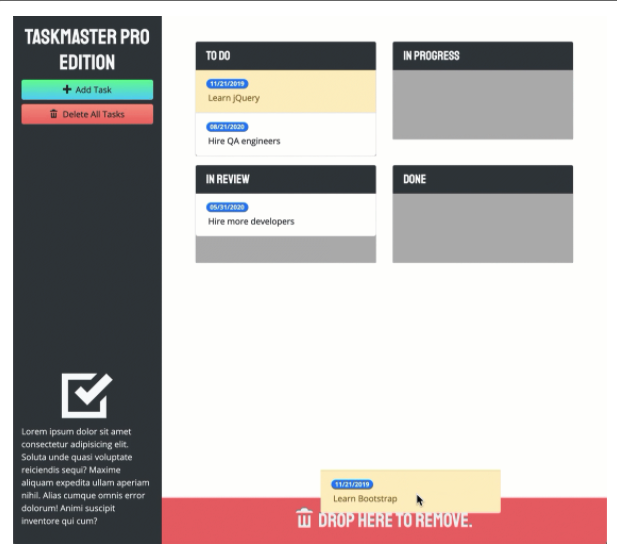 TASKMASTER PRO
EDITION
Add Task
Delete All Tasks
Lorem ipsum dolor sit amet
consectetur adipisicing elit.
Soluta unde quasi voluptate
reiciendis sequi? Maxime
aliquam expedita ullam aperiam
nihil. Alias cumque omnis error
dolorum! Animi suscipit
inventore qui cum?
TO DO
11/21/2019
Learn jQuery
08/21/2020
Hire QA engineers
IN PROGRESS
IN REVIEW
05/31/2020
Hire more developers
DONE
11/21/2019
Learn Bootstrap
DROP HERE TO REMOVE.